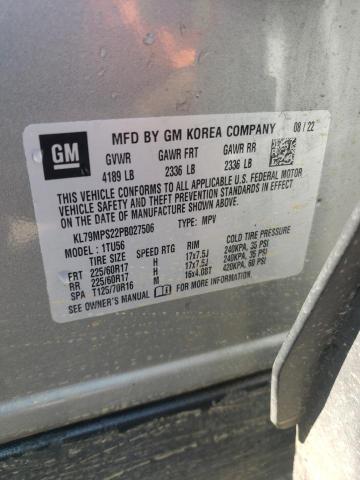 GM
MFD BY GM KOREA COMPANY 08 / 22
GVWR GAWR FRT GAWR RR
4189 LB 2336 LB 2336 LB
THIS VEHICLE CONFORMS TO ALL APPLICABLE U.S. FEDERAL MOTOR
VEHICLE SAFETY AND THEFT PREVENTION STANDARDS IN EFFECT
ON THE DATE OF MANUFACTURE SHOWN ABOVE.
KL79MPS22PB027506 TYPE: MPV
MODEL: 1TU56
TIRE SIZE SPEED RTG RIM COLD TIRE PRESSURE
FRT 225/60R17 H 17x7.5J 240KPA, 35 PSI
RR 225/60R17 H 17x7.5J 240KPA, 35 PSI
SPA T125/70R16 M 16x4.0BT 420KPA, 60 PSI
SEE OWNER'S MANUAL FOR MORE INFORMATION